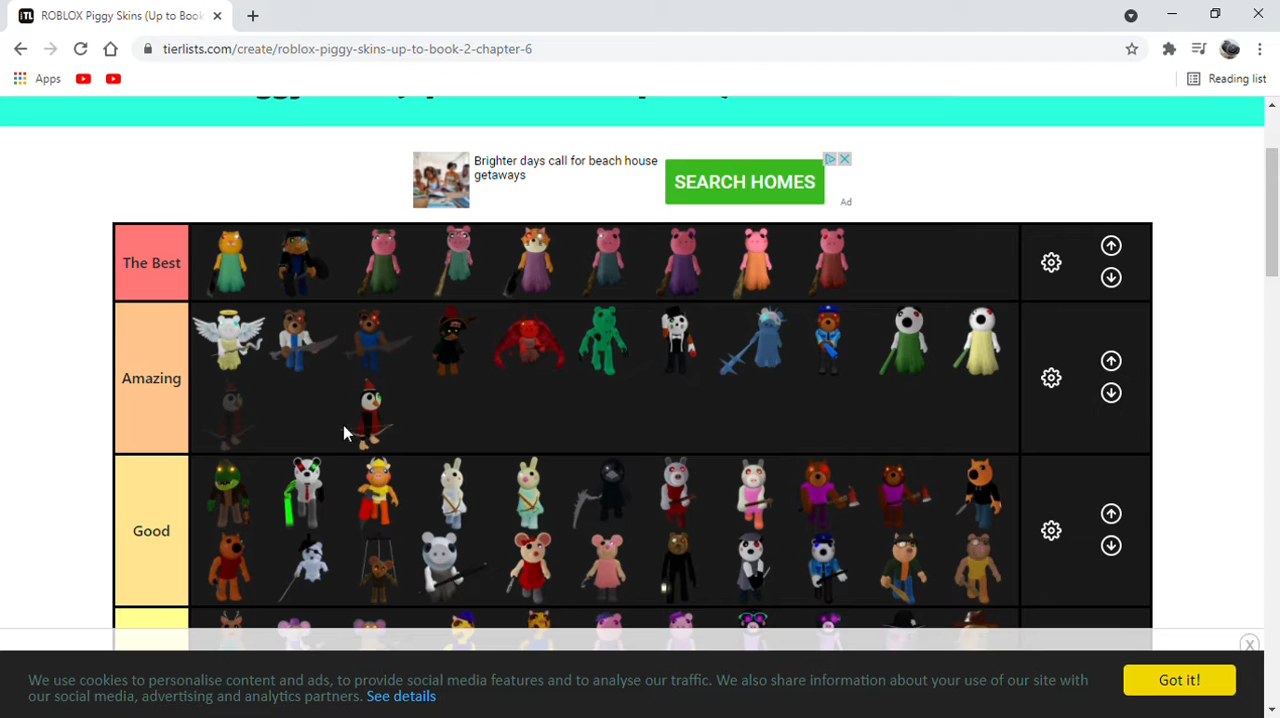 ROBLOX Piggy Skins (Up to Book
tierlists.com/create/roblox-piggy-skins-up-to-book-2-chapter-6
Apps
Reading list
Brighter days call for beach house
getaways
SEARCH HOMES
Ad
The Best
Amazing
Good
We use cookies to personalise content and ads, to provide social media features and to analyse our traffic. We also share information about your use of our site with
our social media, advertising and analytics partners. See details
Got it!